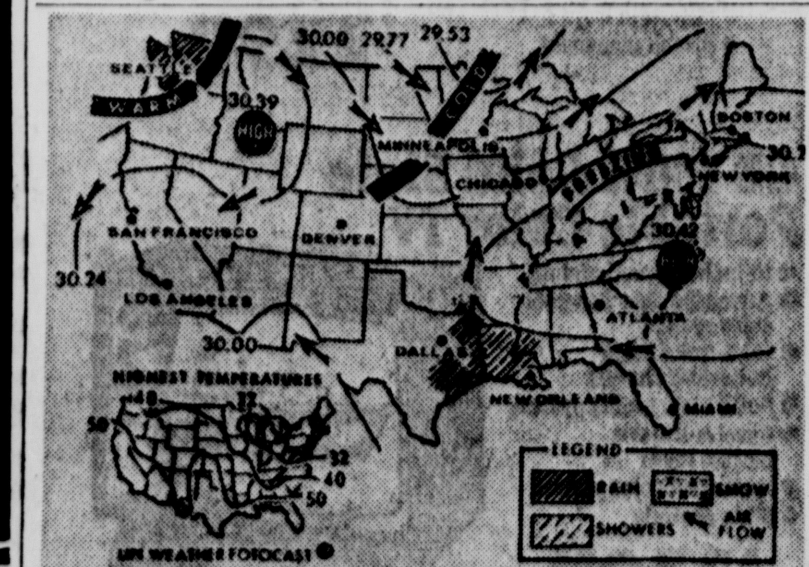 30.00 29.77 29.53
SEATTLE
WARM
COLD
30.39
HIGH
MINNEAPOLIS
BOSTON
NEW YORK
CHICAGO
SAN FRANCISCO
DENVER
30.42
30.24
LOS ANGELES
ATLANTA
30.00
DALLAS
NEW ORLEANS
MIAMI
HIGHEST TEMPERATURES
50
32
40
50
LEGEND
RAIN
SNOW
SHOWERS
AIR
FLOW
UPI WEATHER FOTOCAST